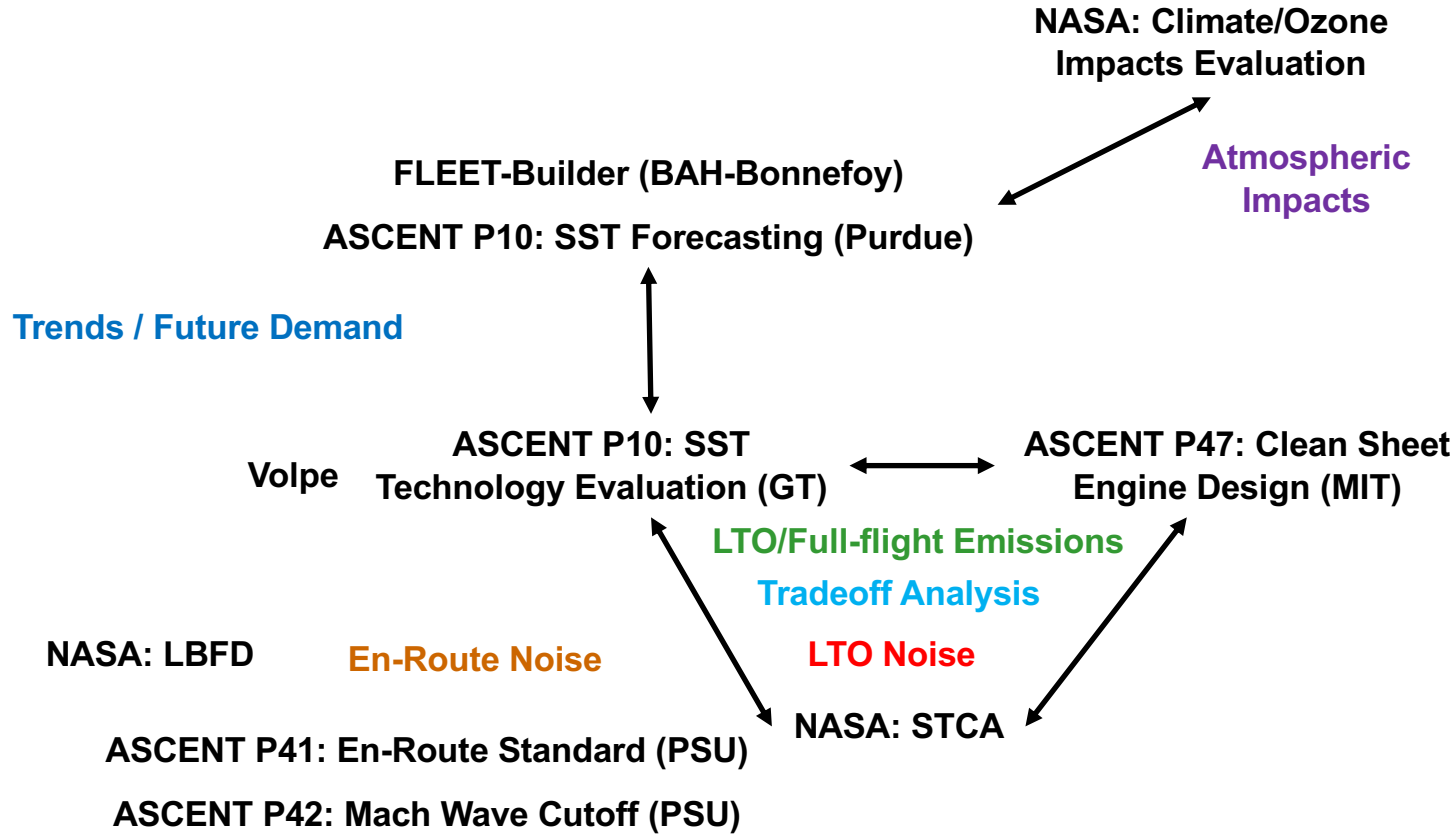 NASA: Climate/Ozone
Impacts Evaluation
Atmospheric
Impacts
FLEET-Builder (BAH-Bonnefoy)
ASCENT P10: SST Forecasting (Purdue)
Trends / Future Demand
Volpe
ASCENT P10: SST
Technology Evaluation (GT)
ASCENT P47: Clean Sheet
Engine Design (MIT)
LTO/Full-flight Emissions
Tradeoff Analysis
LTO Noise
NASA: LBFD
En-Route Noise
NASA: STCA
ASCENT P41: En-Route Standard (PSU)
ASCENT P42: Mach Wave Cutoff (PSU)